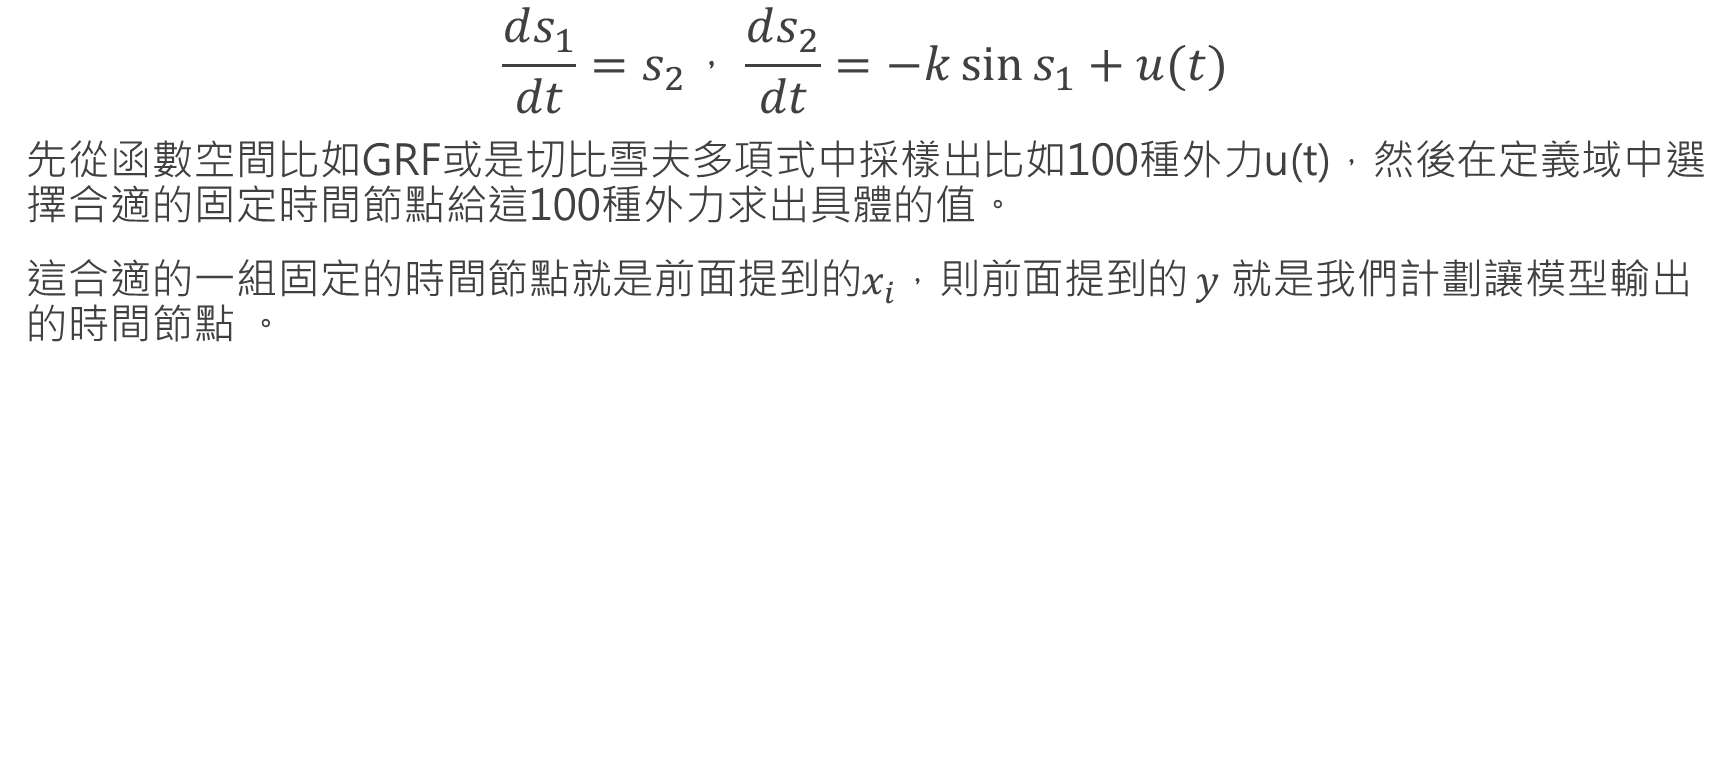 ds₁/dt = s₂，ds₂/dt = −k sin s₁ + u(t)
先從函數空間比如GRF或是切比雪夫多項式中採樣出比如100種外力u(t)，然後在定義域中選
擇合適的固定時間節點給這100種外力求出具體的值。
這合適的一組固定的時間節點就是前面提到的xᵢ，則前面提到的 y 就是我們計劃讓模型輸出
的時間節點 。